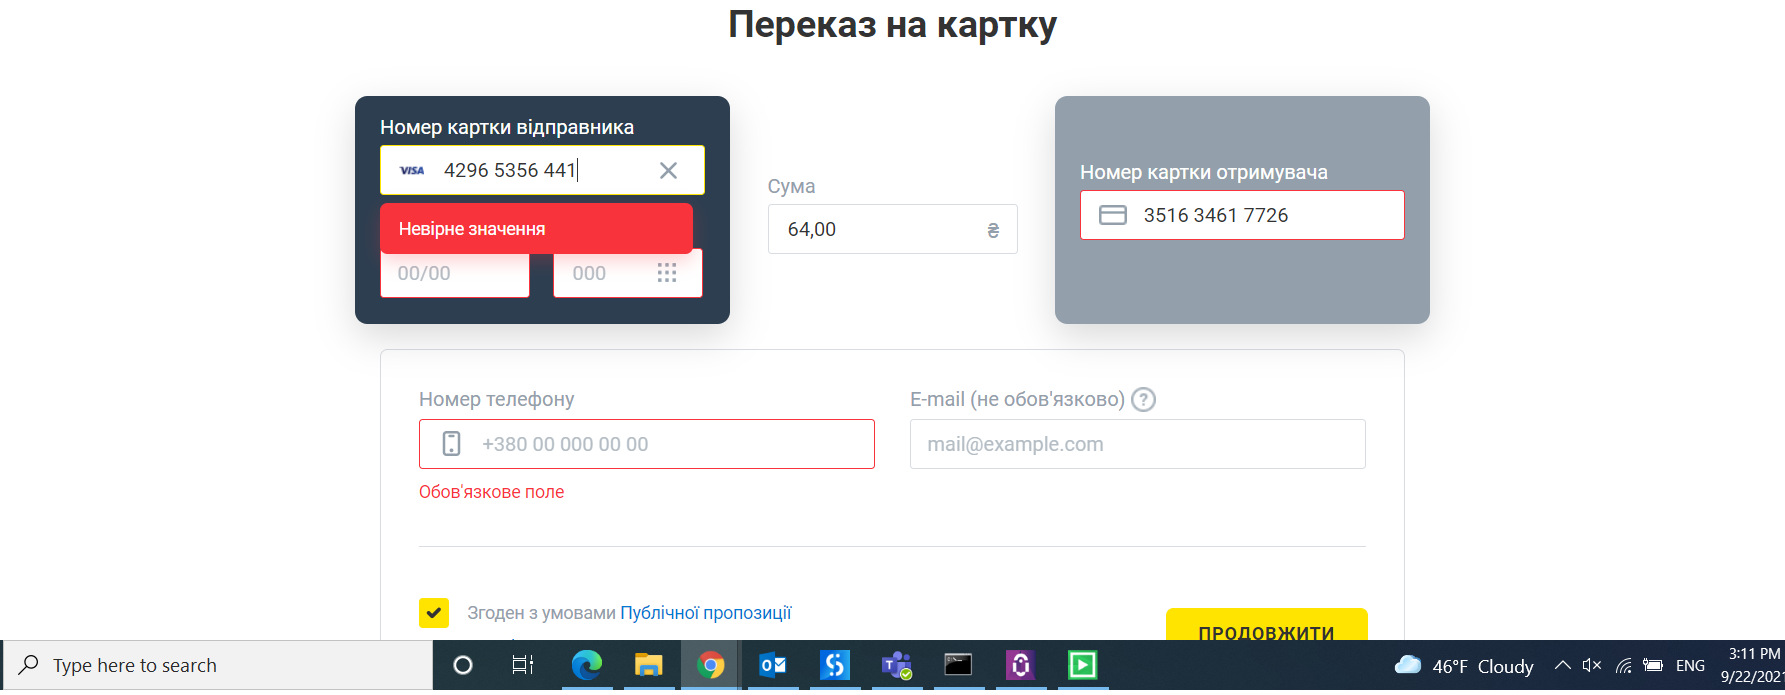 Переказ на картку
Номер картки відправника
VISA 4296 5356 441
Невірне значення
00/00 000
Сума
64,00 ₴
Номер картки отримувача
3516 3461 7726
Номер телефону
+380 00 000 00 00
Обов'язкове поле
E-mail (не обов'язково) ?
mail@example.com
Згоден з умовами Публічної пропозиції
ПРОДОВЖИТИ
Type here to search
46°F Cloudy
ENG
3:11 PM
9/22/202